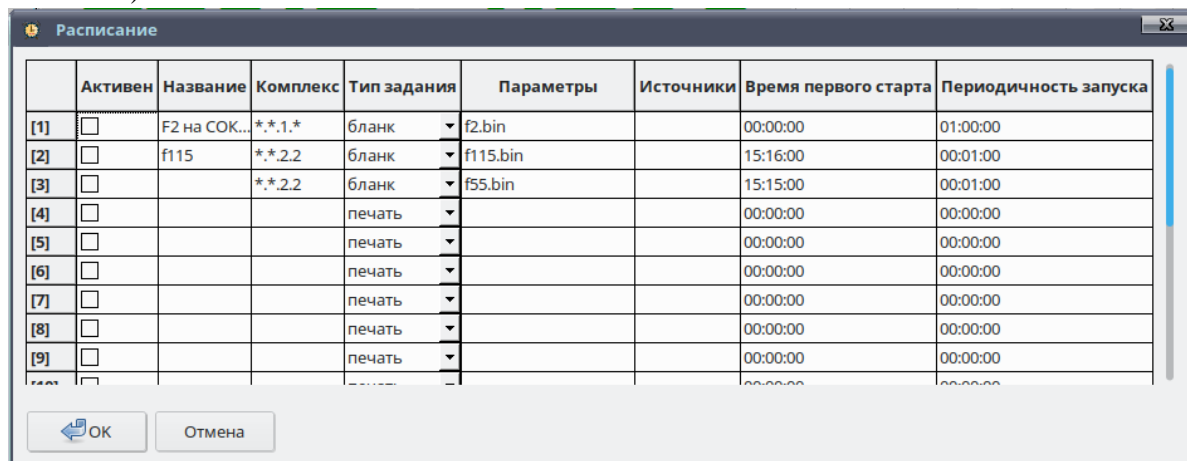 Расписание
Активен Название Комплекс Тип задания Параметры Источники Время первого старта Периодичность запуска
[1] F2 на СОК... *.*.1.* бланк f2.bin 00:00:00 01:00:00
[2] f115 *.*.2.2 бланк f115.bin 15:16:00 00:01:00
[3] *.*.2.2 бланк f55.bin 15:15:00 00:01:00
[4] печать 00:00:00 00:00:00
[5] печать 00:00:00 00:00:00
[6] печать 00:00:00 00:00:00
[7] печать 00:00:00 00:00:00
[8] печать 00:00:00 00:00:00
[9] печать 00:00:00 00:00:00
OK Отмена